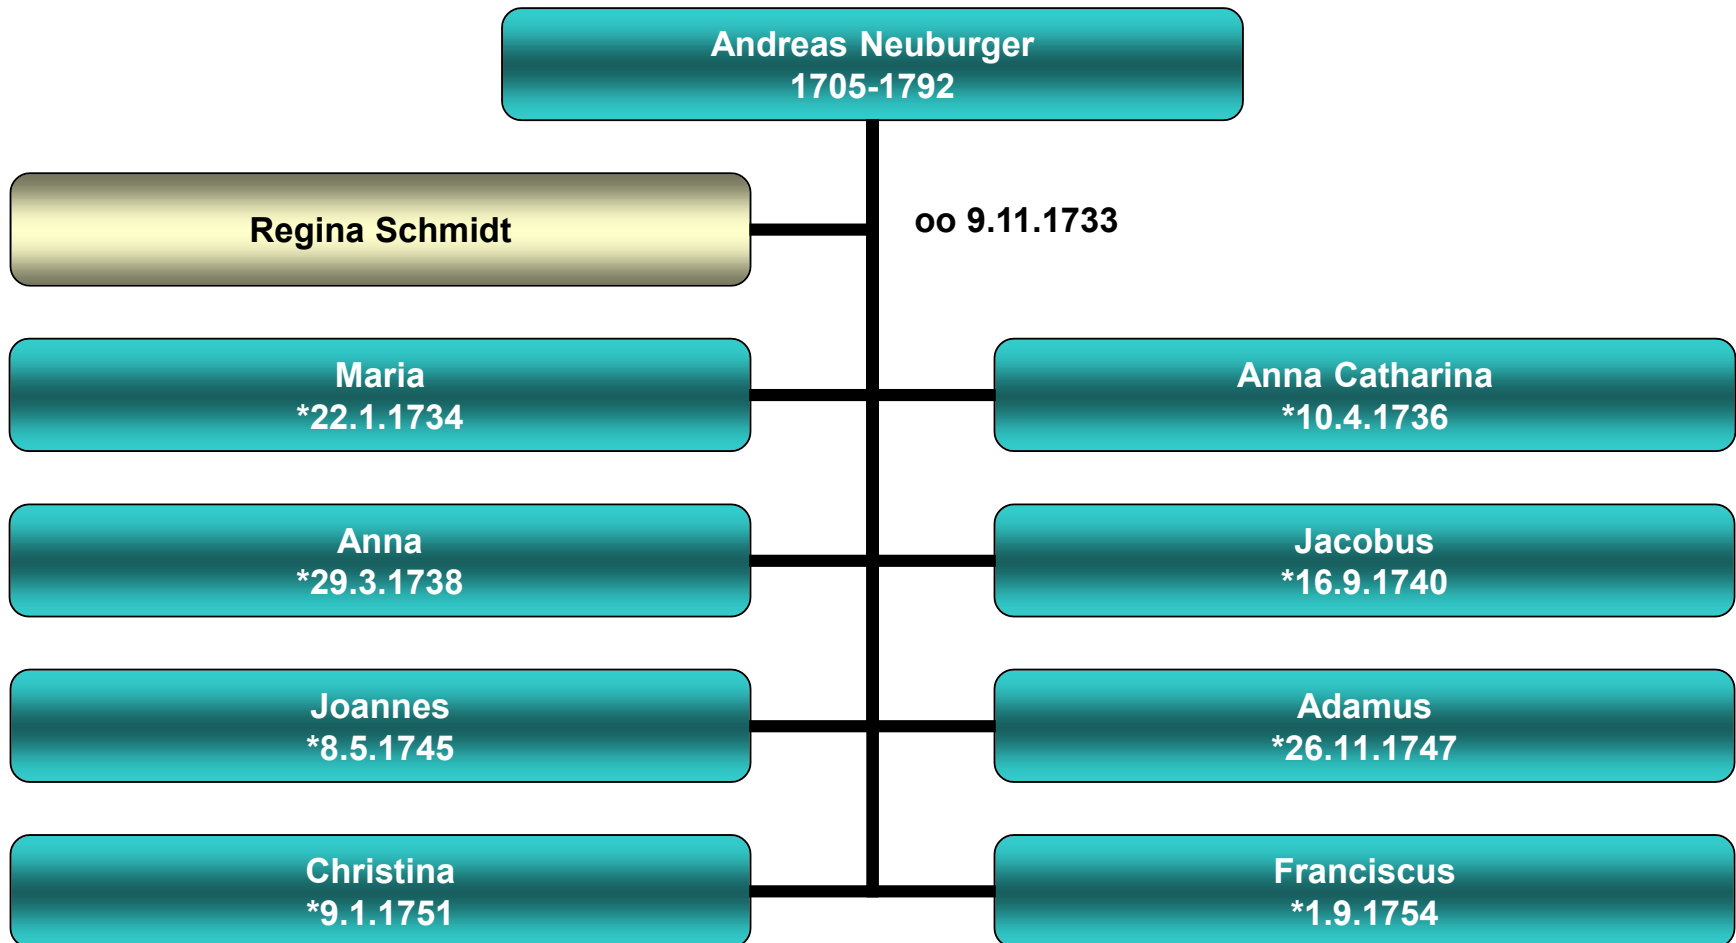 Andreas Neuburger
1705-1792
Regina Schmidt
oo 9.11.1733
Maria
*22.1.1734
Anna Catharina
*10.4.1736
Anna
*29.3.1738
Jacobus
*16.9.1740
Joannes
*8.5.1745
Adamus
*26.11.1747
Christina
*9.1.1751
Franciscus
*1.9.1754